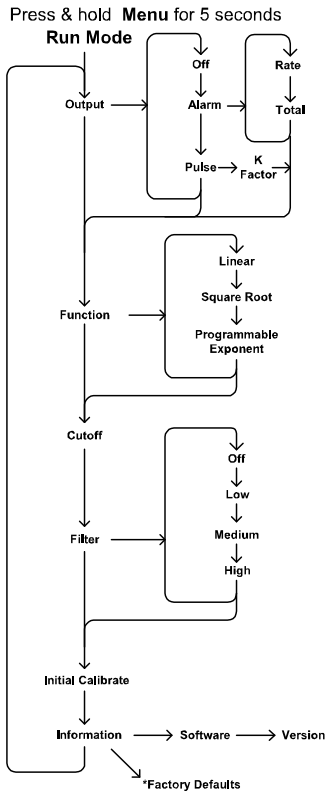 Press & hold Menu for 5 seconds
Run Mode
Off
Rate
Output
Alarm
Total
Pulse
K
Factor
Linear
Square Root
Function
Programmable
Exponent
Cutoff
Off
Low
Medium
Filter
High
Initial Calibrate
Information
Software
Version
*Factory Defaults